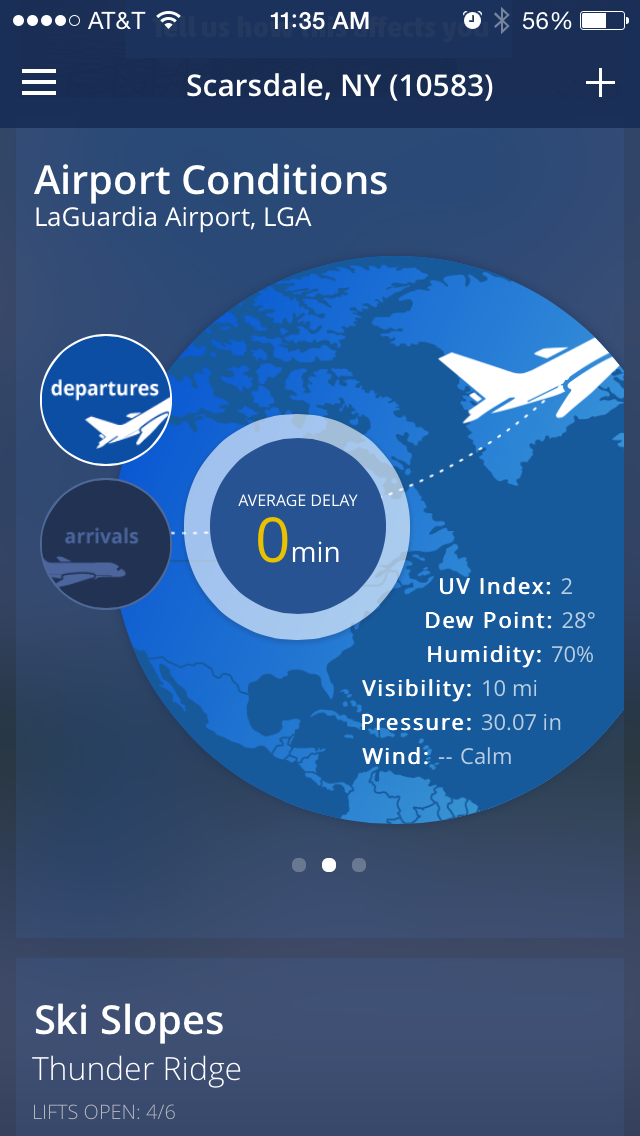 AT&T 11:35 AM 56%
Tell us how this affects you
Scarsdale, NY (10583)
Airport Conditions
LaGuardia Airport, LGA
departures
arrivals
AVERAGE DELAY
0min
UV Index: 2
Dew Point: 28°
Humidity: 70%
Visibility: 10 mi
Pressure: 30.07 in
Wind: -- Calm
Ski Slopes
Thunder Ridge
LIFTS OPEN: 4/6